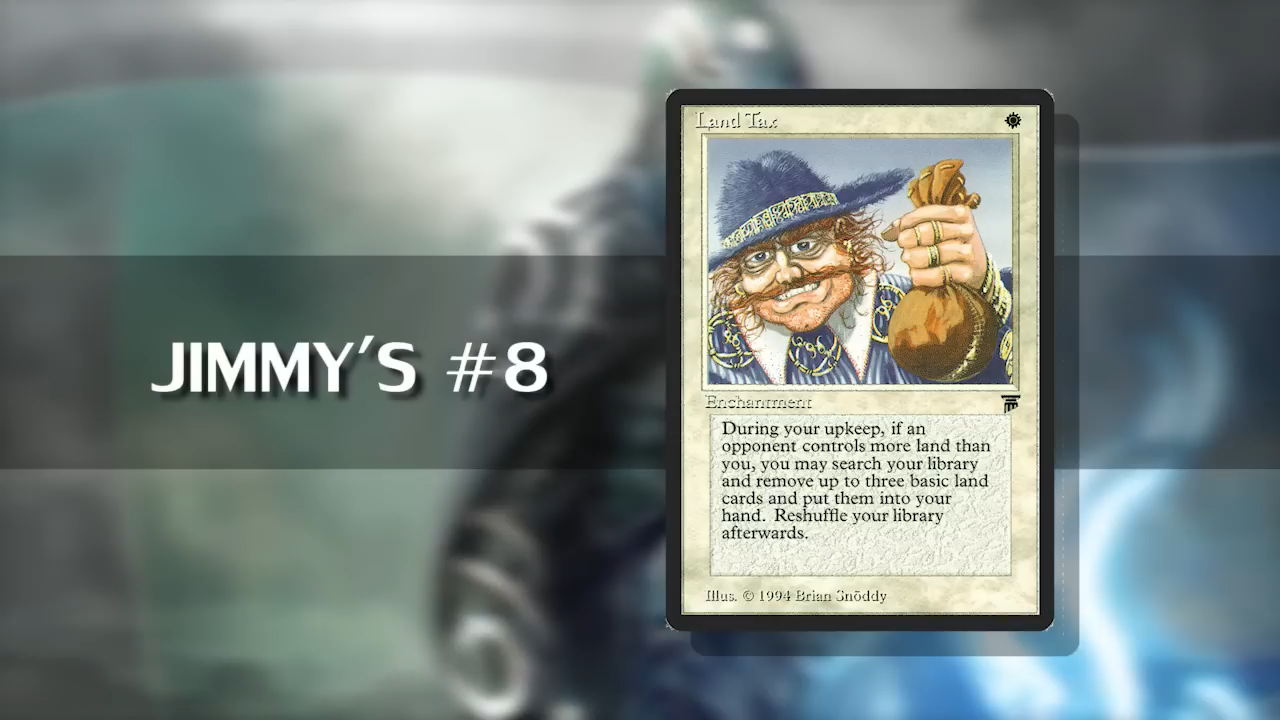 JIMMY'S #8
Land Tax
Enchantment
During your upkeep, if an
opponent controls more land than
you, you may search your library
and remove up to three basic land
cards and put them into your
hand. Reshuffle your library
afterwards.
Illus. © 1994 Brian Snöddy